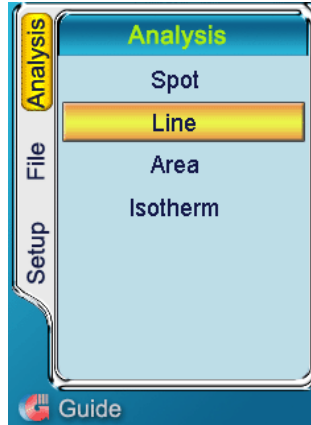 Analysis
File
Setup
Analysis
Spot
Line
Area
Isotherm
Guide